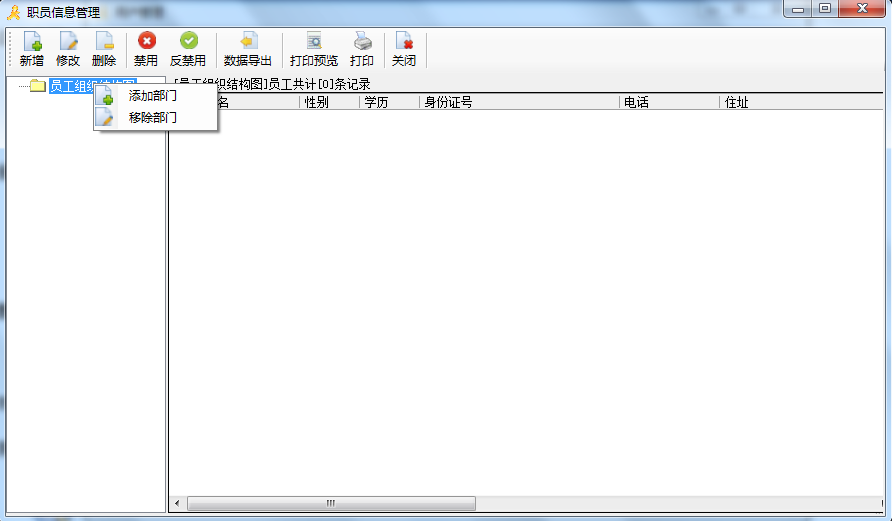 职员信息管理
新增 修改 删除 禁用 反禁用 数据导出 打印预览 打印 关闭
员工组织结构图
[员工组织结构图]员工共计[0]条记录
名 性别 学历 身份证号 电话 住址
添加部门
移除部门